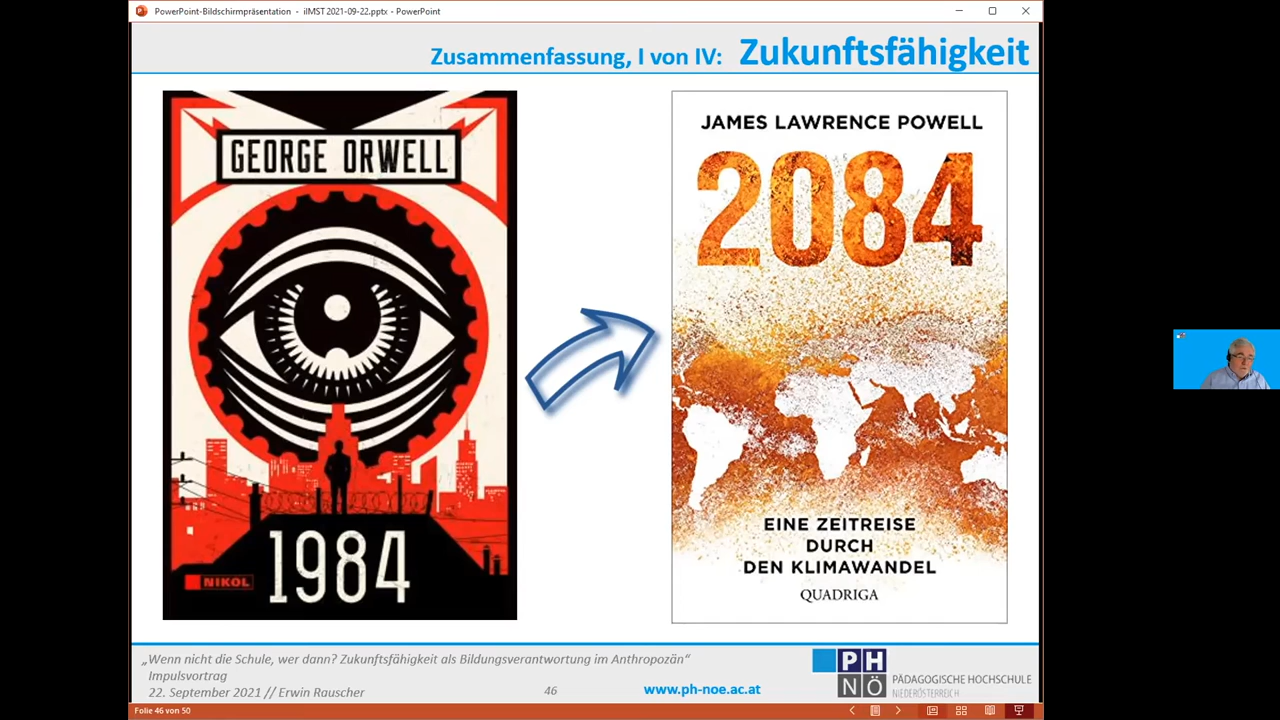 PowerPoint-Bildschirmpräsentation - iIMST 2021-09-22.pptx - PowerPoint
Zusammenfassung, I von IV: Zukunftsfähigkeit
GEORGE ORWELL
1984
NIKOL
JAMES LAWRENCE POWELL
2084
EINE ZEITREISE
DURCH
DEN KLIMAWANDEL
QUADRIGA
„Wenn nicht die Schule, wer dann? Zukunftsfähigkeit als Bildungsverantwortung im Anthropozän“
Impulsvortrag
22. September 2021 // Erwin Rauscher
46
www.ph-noe.ac.at
PH
NÖ
PÄDAGOGISCHE HOCHSCHULE
NIEDERÖSTERREICH
Folie 46 von 50